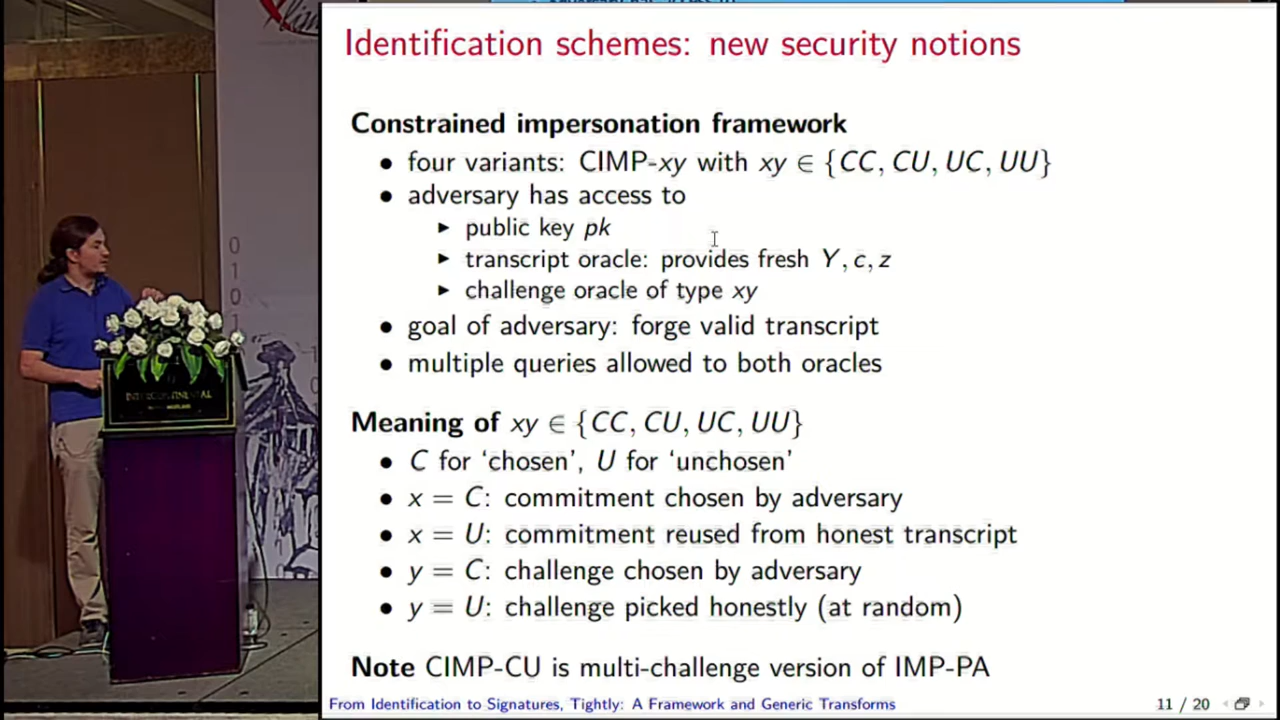 Identification schemes: new security notions
Constrained impersonation framework
• four variants: CIMP-xy with xy ∈ {CC, CU, UC, UU}
• adversary has access to
▶ public key pk
▶ transcript oracle: provides fresh Y, c, z
▶ challenge oracle of type xy
• goal of adversary: forge valid transcript
• multiple queries allowed to both oracles
Meaning of xy ∈ {CC, CU, UC, UU}
• C for ‘chosen’, U for ‘unchosen’
• x = C: commitment chosen by adversary
• x = U: commitment reused from honest transcript
• y = C: challenge chosen by adversary
• y = U: challenge picked honestly (at random)
Note CIMP-CU is multi-challenge version of IMP-PA
From Identification to Signatures, Tightly: A Framework and Generic Transforms
11 / 20
INTERCONTINENTAL